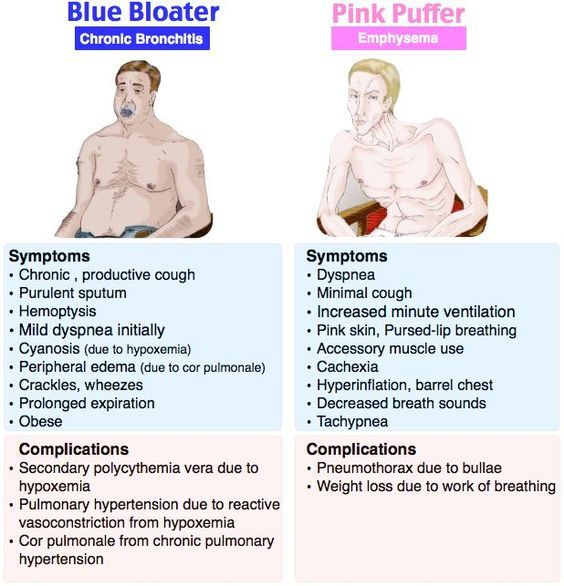 Blue Bloater
Chronic Bronchitis
Symptoms
• Chronic , productive cough
• Purulent sputum
• Hemoptysis
• Mild dyspnea initially
• Cyanosis (due to hypoxemia)
• Peripheral edema (due to cor pulmonale)
• Crackles, wheezes
• Prolonged expiration
• Obese
Complications
• Secondary polycythemia vera due to
hypoxemia
• Pulmonary hypertension due to reactive
vasoconstriction from hypoxemia
• Cor pulmonale from chronic pulmonary
hypertension
Pink Puffer
Emphysema
Symptoms
• Dyspnea
• Minimal cough
• Increased minute ventilation
• Pink skin, Pursed-lip breathing
• Accessory muscle use
• Cachexia
• Hyperinflation, barrel chest
• Decreased breath sounds
• Tachypnea
Complications
• Pneumothorax due to bullae
• Weight loss due to work of breathing